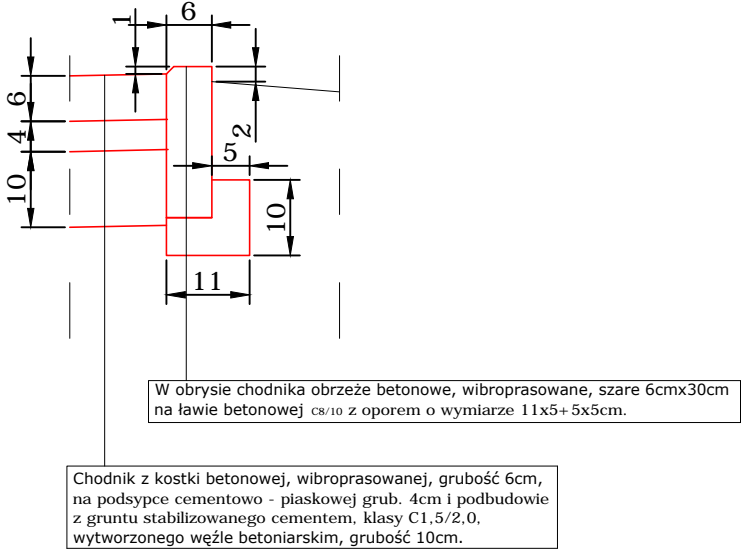 6
1
6
4
10
2
5
10
11
W obrysie chodnika obrzeże betonowe, wibroprasowane, szare 6cmx30cm
na ławie betonowej C8/10 z oporem o wymiarze 11x5+5x5cm.
Chodnik z kostki betonowej, wibroprasowanej, grubość 6cm,
na podsypce cementowo - piaskowej grub. 4cm i podbudowie
z gruntu stabilizowanego cementem, klasy C1,5/2,0,
wytworzonego węźle betoniarskim, grubość 10cm.